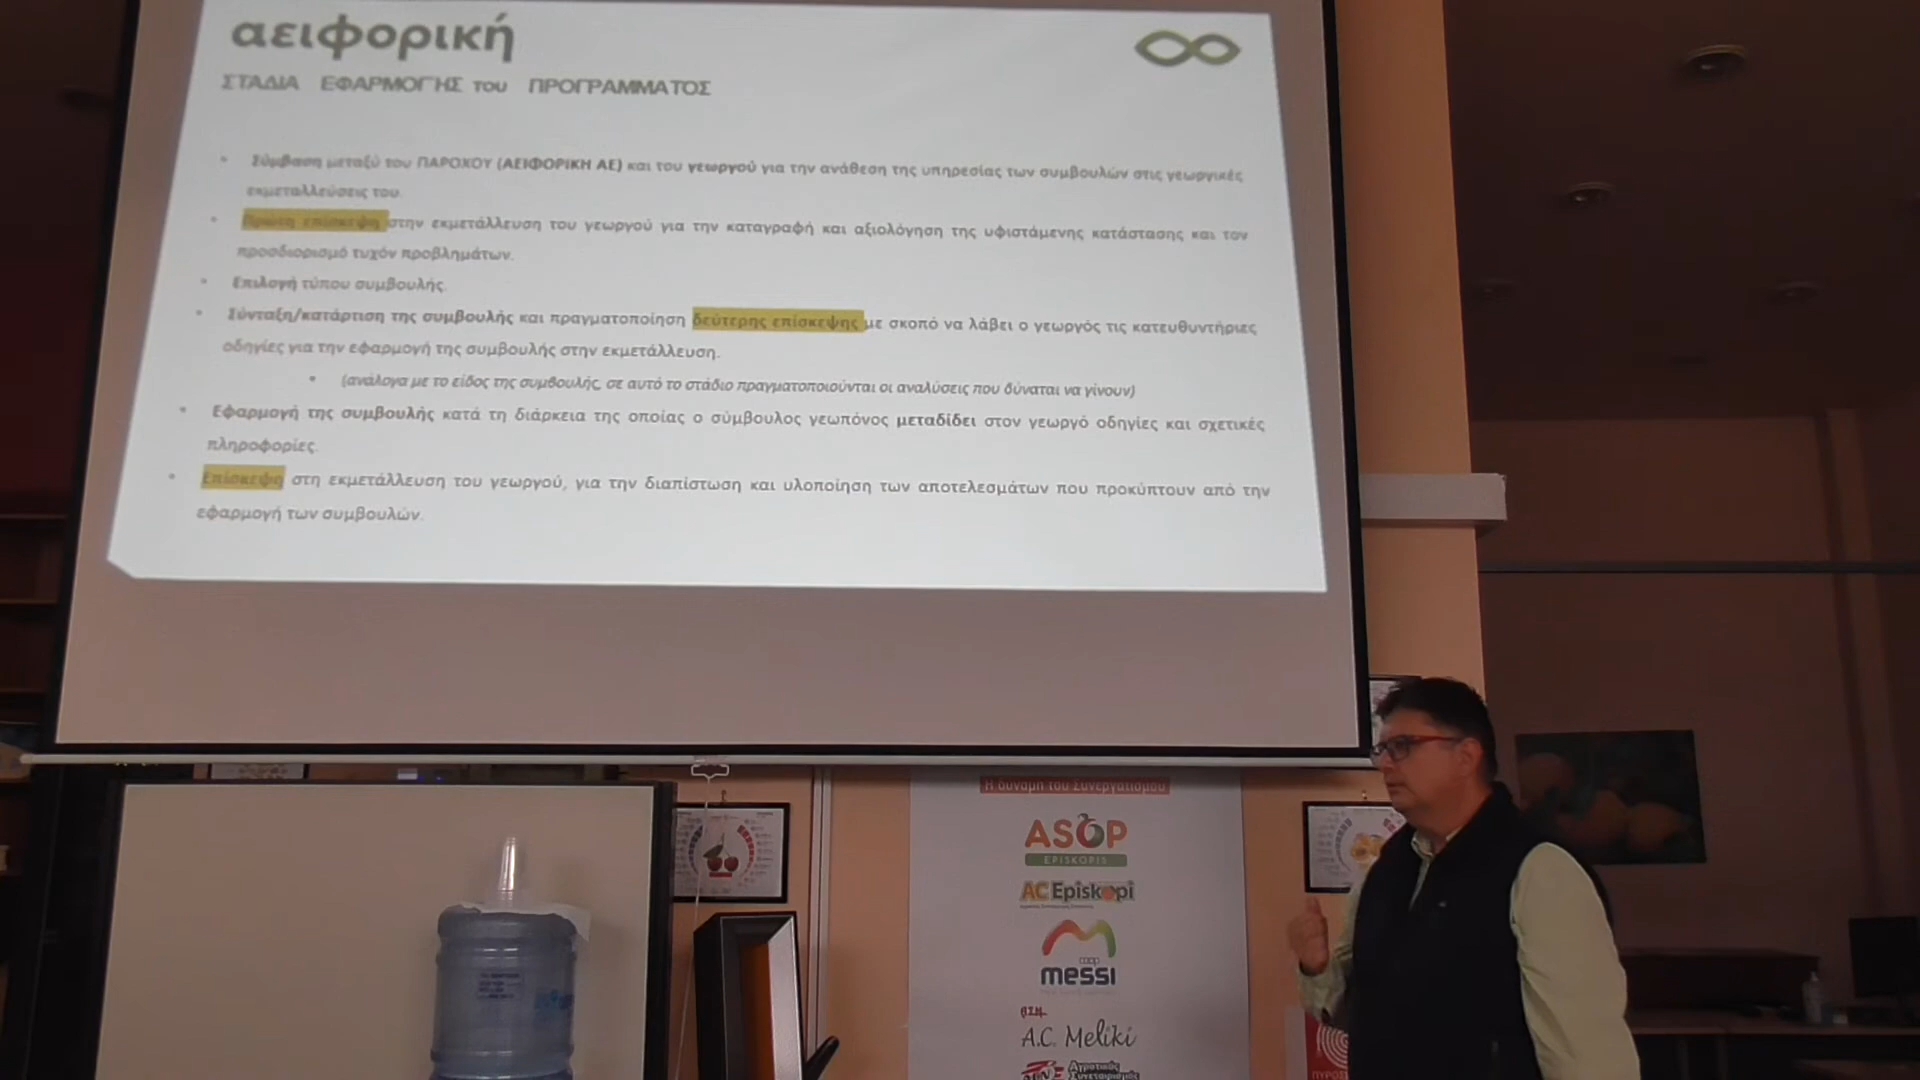 αειφορική
ΣΤΑΔΙΑ ΕΦΑΡΜΟΓΗΣ του ΠΡΟΓΡΑΜΜΑΤΟΣ
• Σύμβαση μεταξύ του ΠΑΡΟΧΟΥ (ΑΕΙΦΟΡΙΚΗ ΑΕ) και του γεωργού για την ανάθεση της υπηρεσίας των συμβουλών στις γεωργικές
εκμεταλλεύσεις του.
• Πρώτη επίσκεψη στην εκμετάλλευση του γεωργού για την καταγραφή και αξιολόγηση της υφιστάμενης κατάστασης και τον
προσδιορισμό τυχόν προβλημάτων.
• Επιλογή τύπου συμβουλής.
• Σύνταξη/κατάρτιση της συμβουλής και πραγματοποίηση δεύτερης επίσκεψης με σκοπό να λάβει ο γεωργός τις κατευθυντήριες
οδηγίες για την εφαρμογή της συμβουλής στην εκμετάλλευση.
• (ανάλογα με το είδος της συμβουλής, σε αυτό το στάδιο πραγματοποιούνται οι αναλύσεις που δύναται να γίνουν)
• Εφαρμογή της συμβουλής κατά τη διάρκεια της οποίας ο σύμβουλος γεωπόνος μεταδίδει στον γεωργό οδηγίες και σχετικές
πληροφορίες.
• Επίσκεψη στη εκμετάλλευση του γεωργού, για την διαπίστωση και υλοποίηση των αποτελεσμάτων που προκύπτουν από την
εφαρμογή των συμβουλών.
Η δύναμη του Συνεργατισμού
ASOP
EPISKOPIS
AC Episkopi
coop
messi
A.C. Meliki
Αγροτικός
Συνεταιρισμός